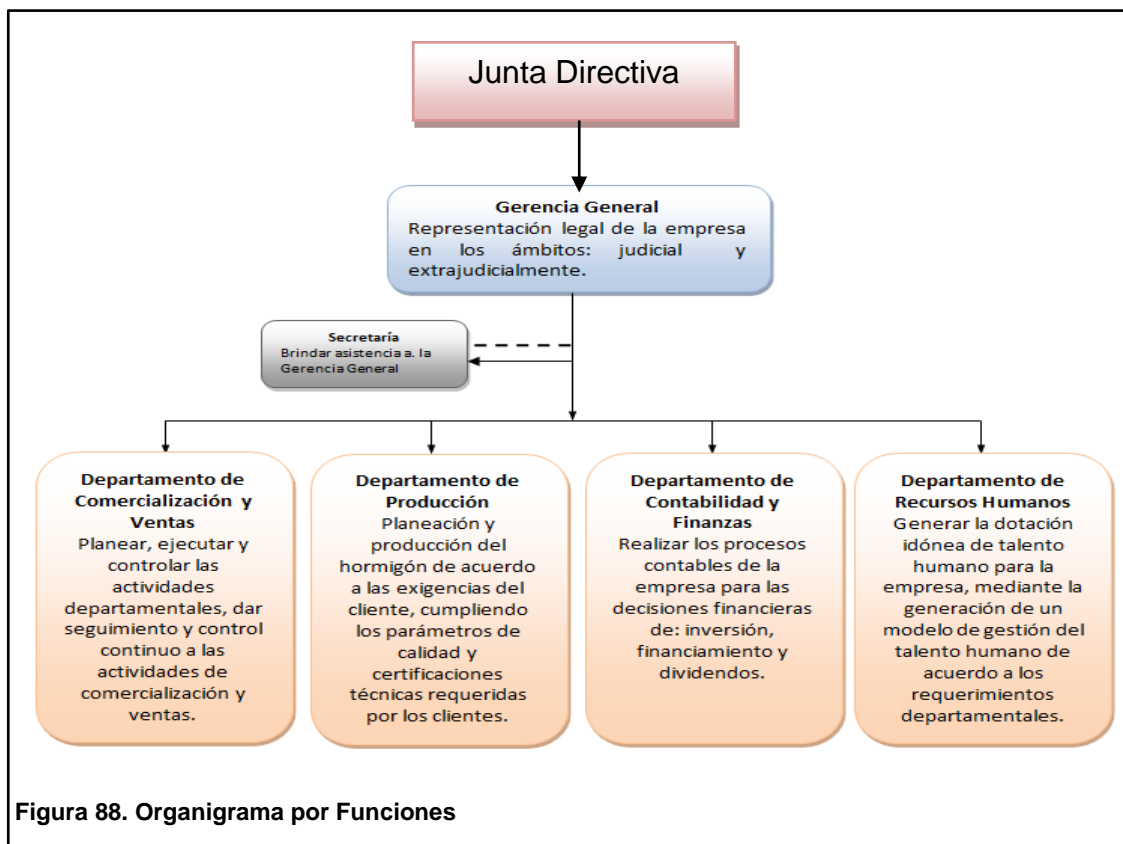 Junta Directiva
Gerencia General
Representación legal de la empresa
en los ámbitos: judicial y
extrajudicialmente.
Secretaría
Brindar asistencia a. la
Gerencia General
Departamento de
Comercialización y
Ventas
Planear, ejecutar y
controlar las
actividades
departamentales, dar
seguimiento y control
continuo a las
actividades de
comercialización y
ventas.
Departamento de
Producción
Planeación y
producción del
hormigón de acuerdo
a las exigencias del
cliente, cumpliendo
los parámetros de
calidad y
certificaciones
técnicas requeridas
por los clientes.
Departamento de
Contabilidad y
Finanzas
Realizar los procesos
contables de la
empresa para las
decisiones financieras
de: inversión,
financiamiento y
dividendos.
Departamento de
Recursos Humanos
Generar la dotación
idónea de talento
humano para la
empresa, mediante la
generación de un
modelo de gestión del
talento humano de
acuerdo a los
requerimientos
departamentales.
Figura 88. Organigrama por Funciones